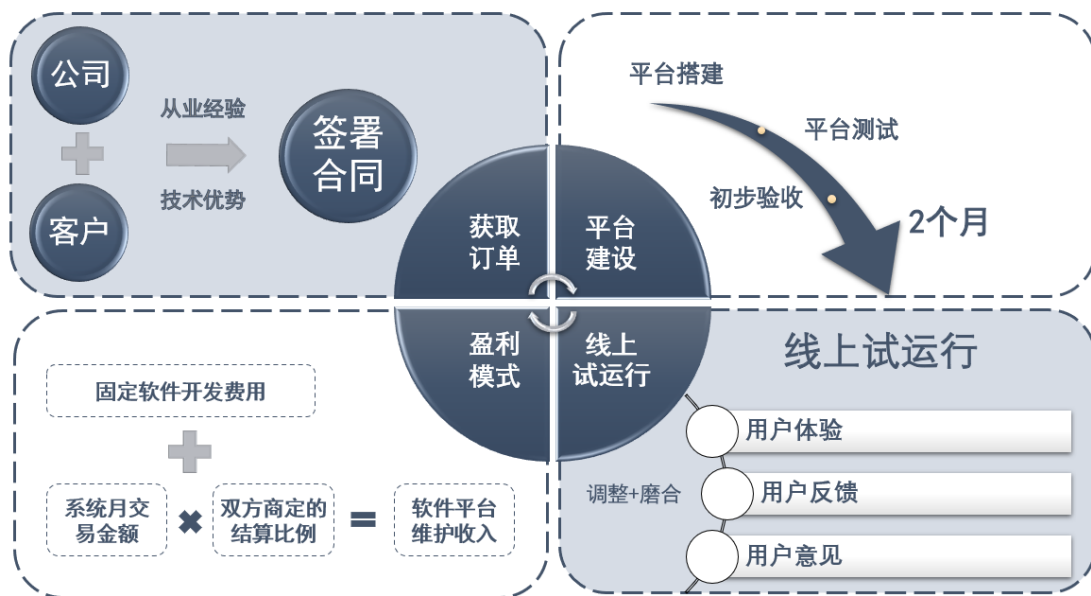 公司
从业经验
技术优势
客户
签署
合同
平台搭建
平台测试
初步验收
2个月
获取
订单
平台
建设
盈利
模式
线上
试运行
固定软件开发费用
系统月交
易金额
双方商定的
结算比例
软件平台
维护收入
线上试运行
调整+磨合
用户体验
用户反馈
用户意见